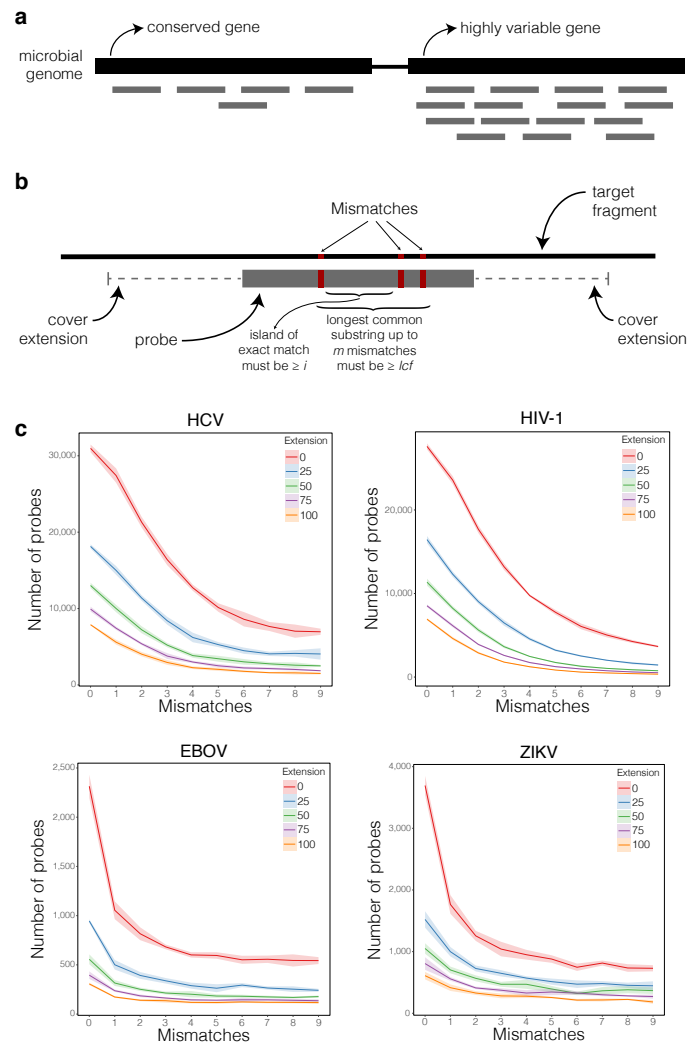 a
conserved gene
highly variable gene
microbial
genome
b
Mismatches
target
fragment
cover
extension
probe
island of
exact match
must be ≥ i
longest common
substring up to
m mismatches
must be ≥ lcf
cover
extension
c
HCV
Number of probes
30,000
20,000
10,000
0
Extension
0
25
50
75
100
0 1 2 3 4 5 6 7 8 9
Mismatches
HIV-1
Number of probes
20,000
10,000
0
Extension
0
25
50
75
100
0 1 2 3 4 5 6 7 8 9
Mismatches
EBOV
Number of probes
2,500
2,000
1,500
1,000
500
0
Extension
0
25
50
75
100
0 1 2 3 4 5 6 7 8 9
Mismatches
ZIKV
Number of probes
4,000
3,000
2,000
1,000
0
Extension
0
25
50
75
100
0 1 2 3 4 5 6 7 8 9
Mismatches